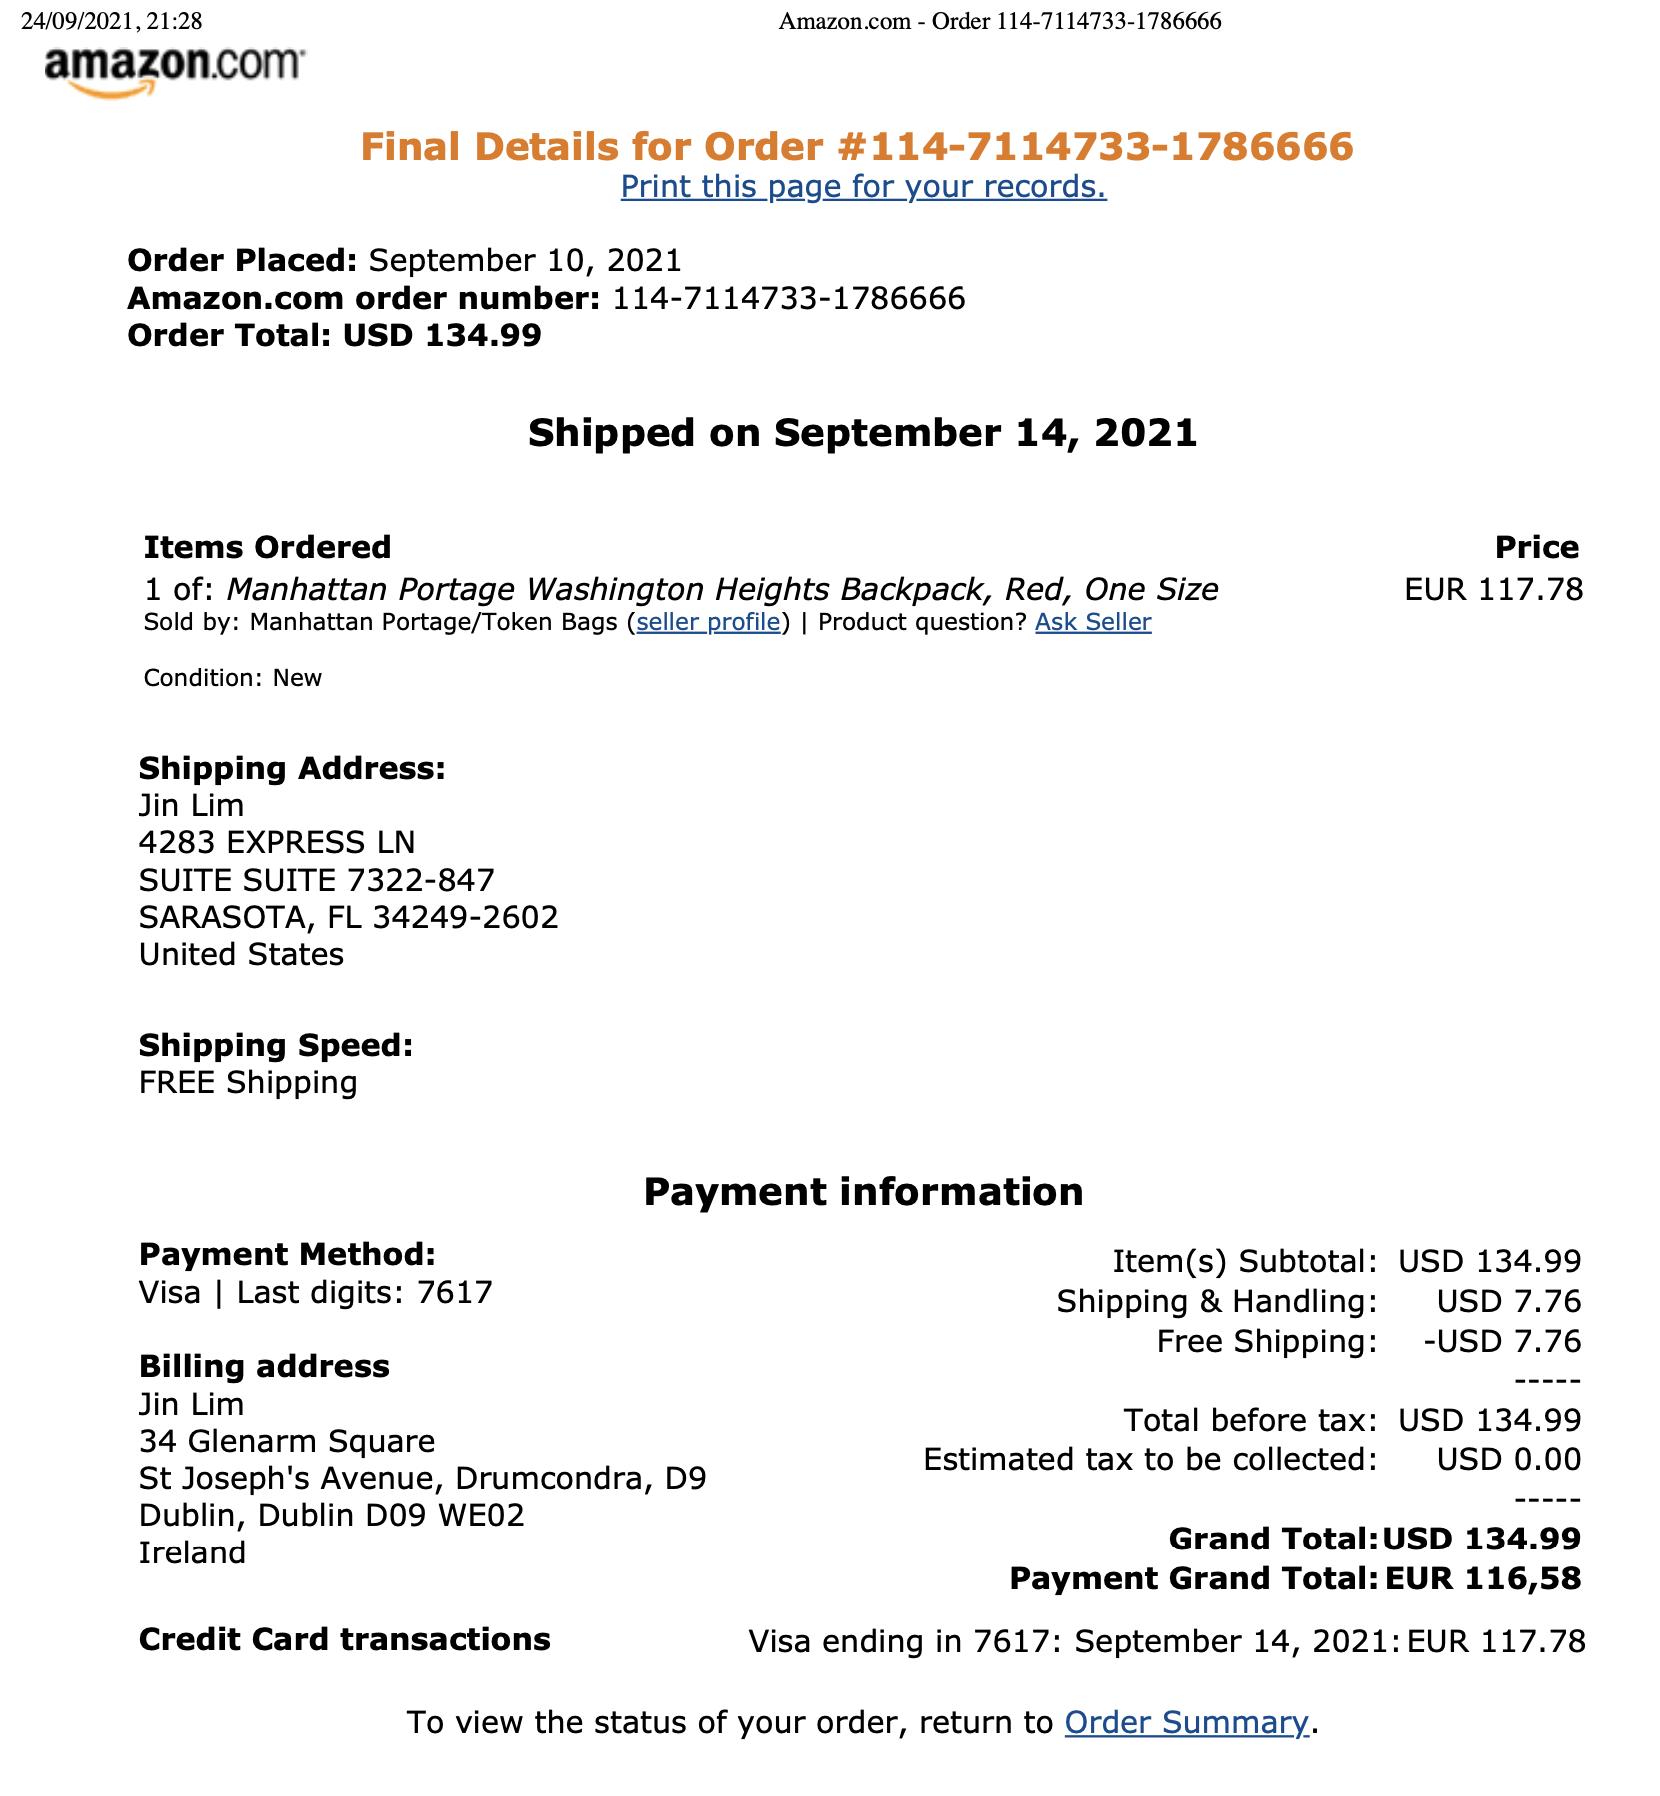 24/09/2021, 21:28 Amazon.com - Order 114-7114733-1786666
amazon.com
Final Details for Order #114-7114733-1786666
Print this page for your records.
Order Placed: September 10, 2021
Amazon.com order number: 114-7114733-1786666
Order Total: USD 134.99
Shipped on September 14, 2021
Items Ordered Price
1 of: Manhattan Portage Washington Heights Backpack, Red, One Size EUR 117.78
Sold by: Manhattan Portage/Token Bags (seller profile) | Product question? Ask Seller
Condition: New
Shipping Address:
Jin Lim
4283 EXPRESS LN
SUITE SUITE 7322-847
SARASOTA, FL 34249-2602
United States
Shipping Speed:
FREE Shipping
Payment information
Payment Method:
Visa | Last digits: 7617
Billing address
Jin Lim
34 Glenarm Square
St Joseph's Avenue, Drumcondra, D9
Dublin, Dublin D09 WE02
Ireland
Item(s) Subtotal: USD 134.99
Shipping & Handling: USD 7.76
Free Shipping: -USD 7.76
-----
Total before tax: USD 134.99
Estimated tax to be collected: USD 0.00
-----
Grand Total: USD 134.99
Payment Grand Total: EUR 116,58
Credit Card transactions Visa ending in 7617: September 14, 2021: EUR 117.78
To view the status of your order, return to Order Summary.